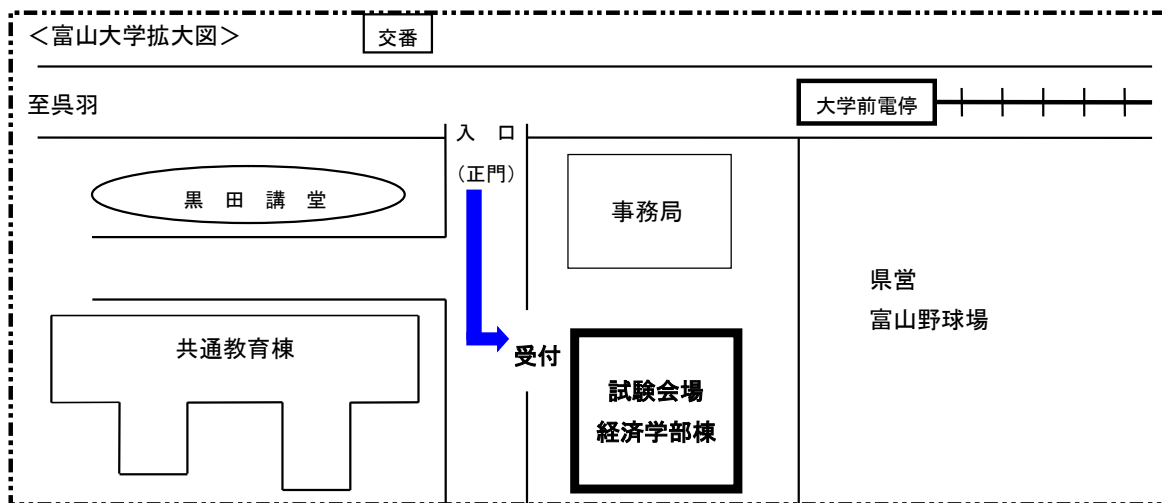 ＜富山大学拡大図＞
交番
至呉羽
大学前電停
入　口
（正門）
黒　田　講　堂
事務局
県営
富山野球場
共通教育棟
受付
試験会場
経済学部棟